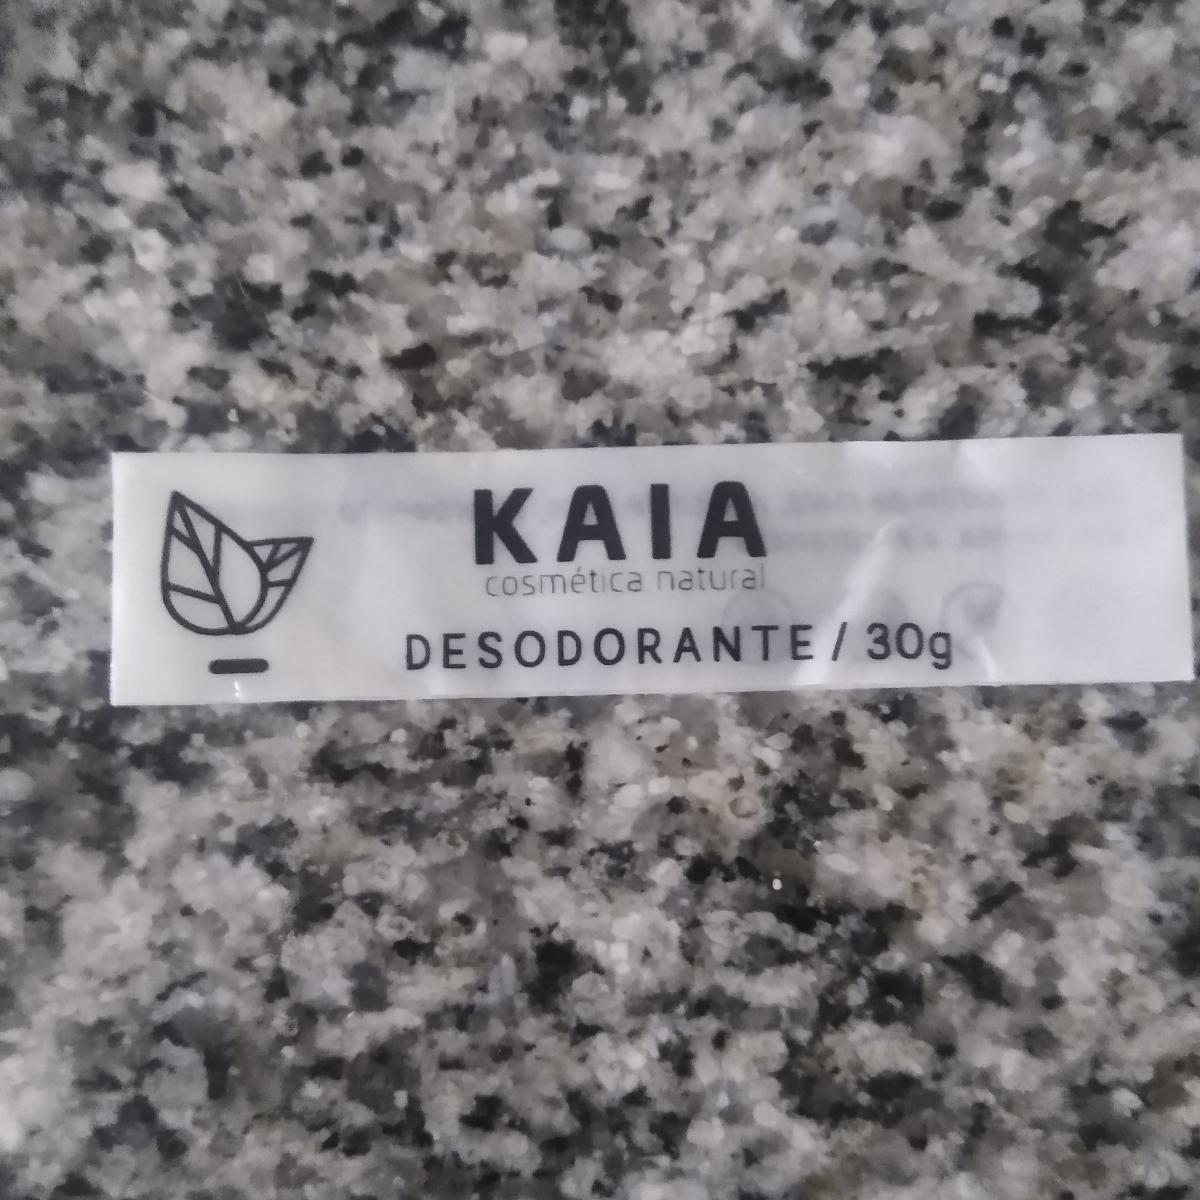 KAIA
cosmética natural
DESODORANTE / 30g